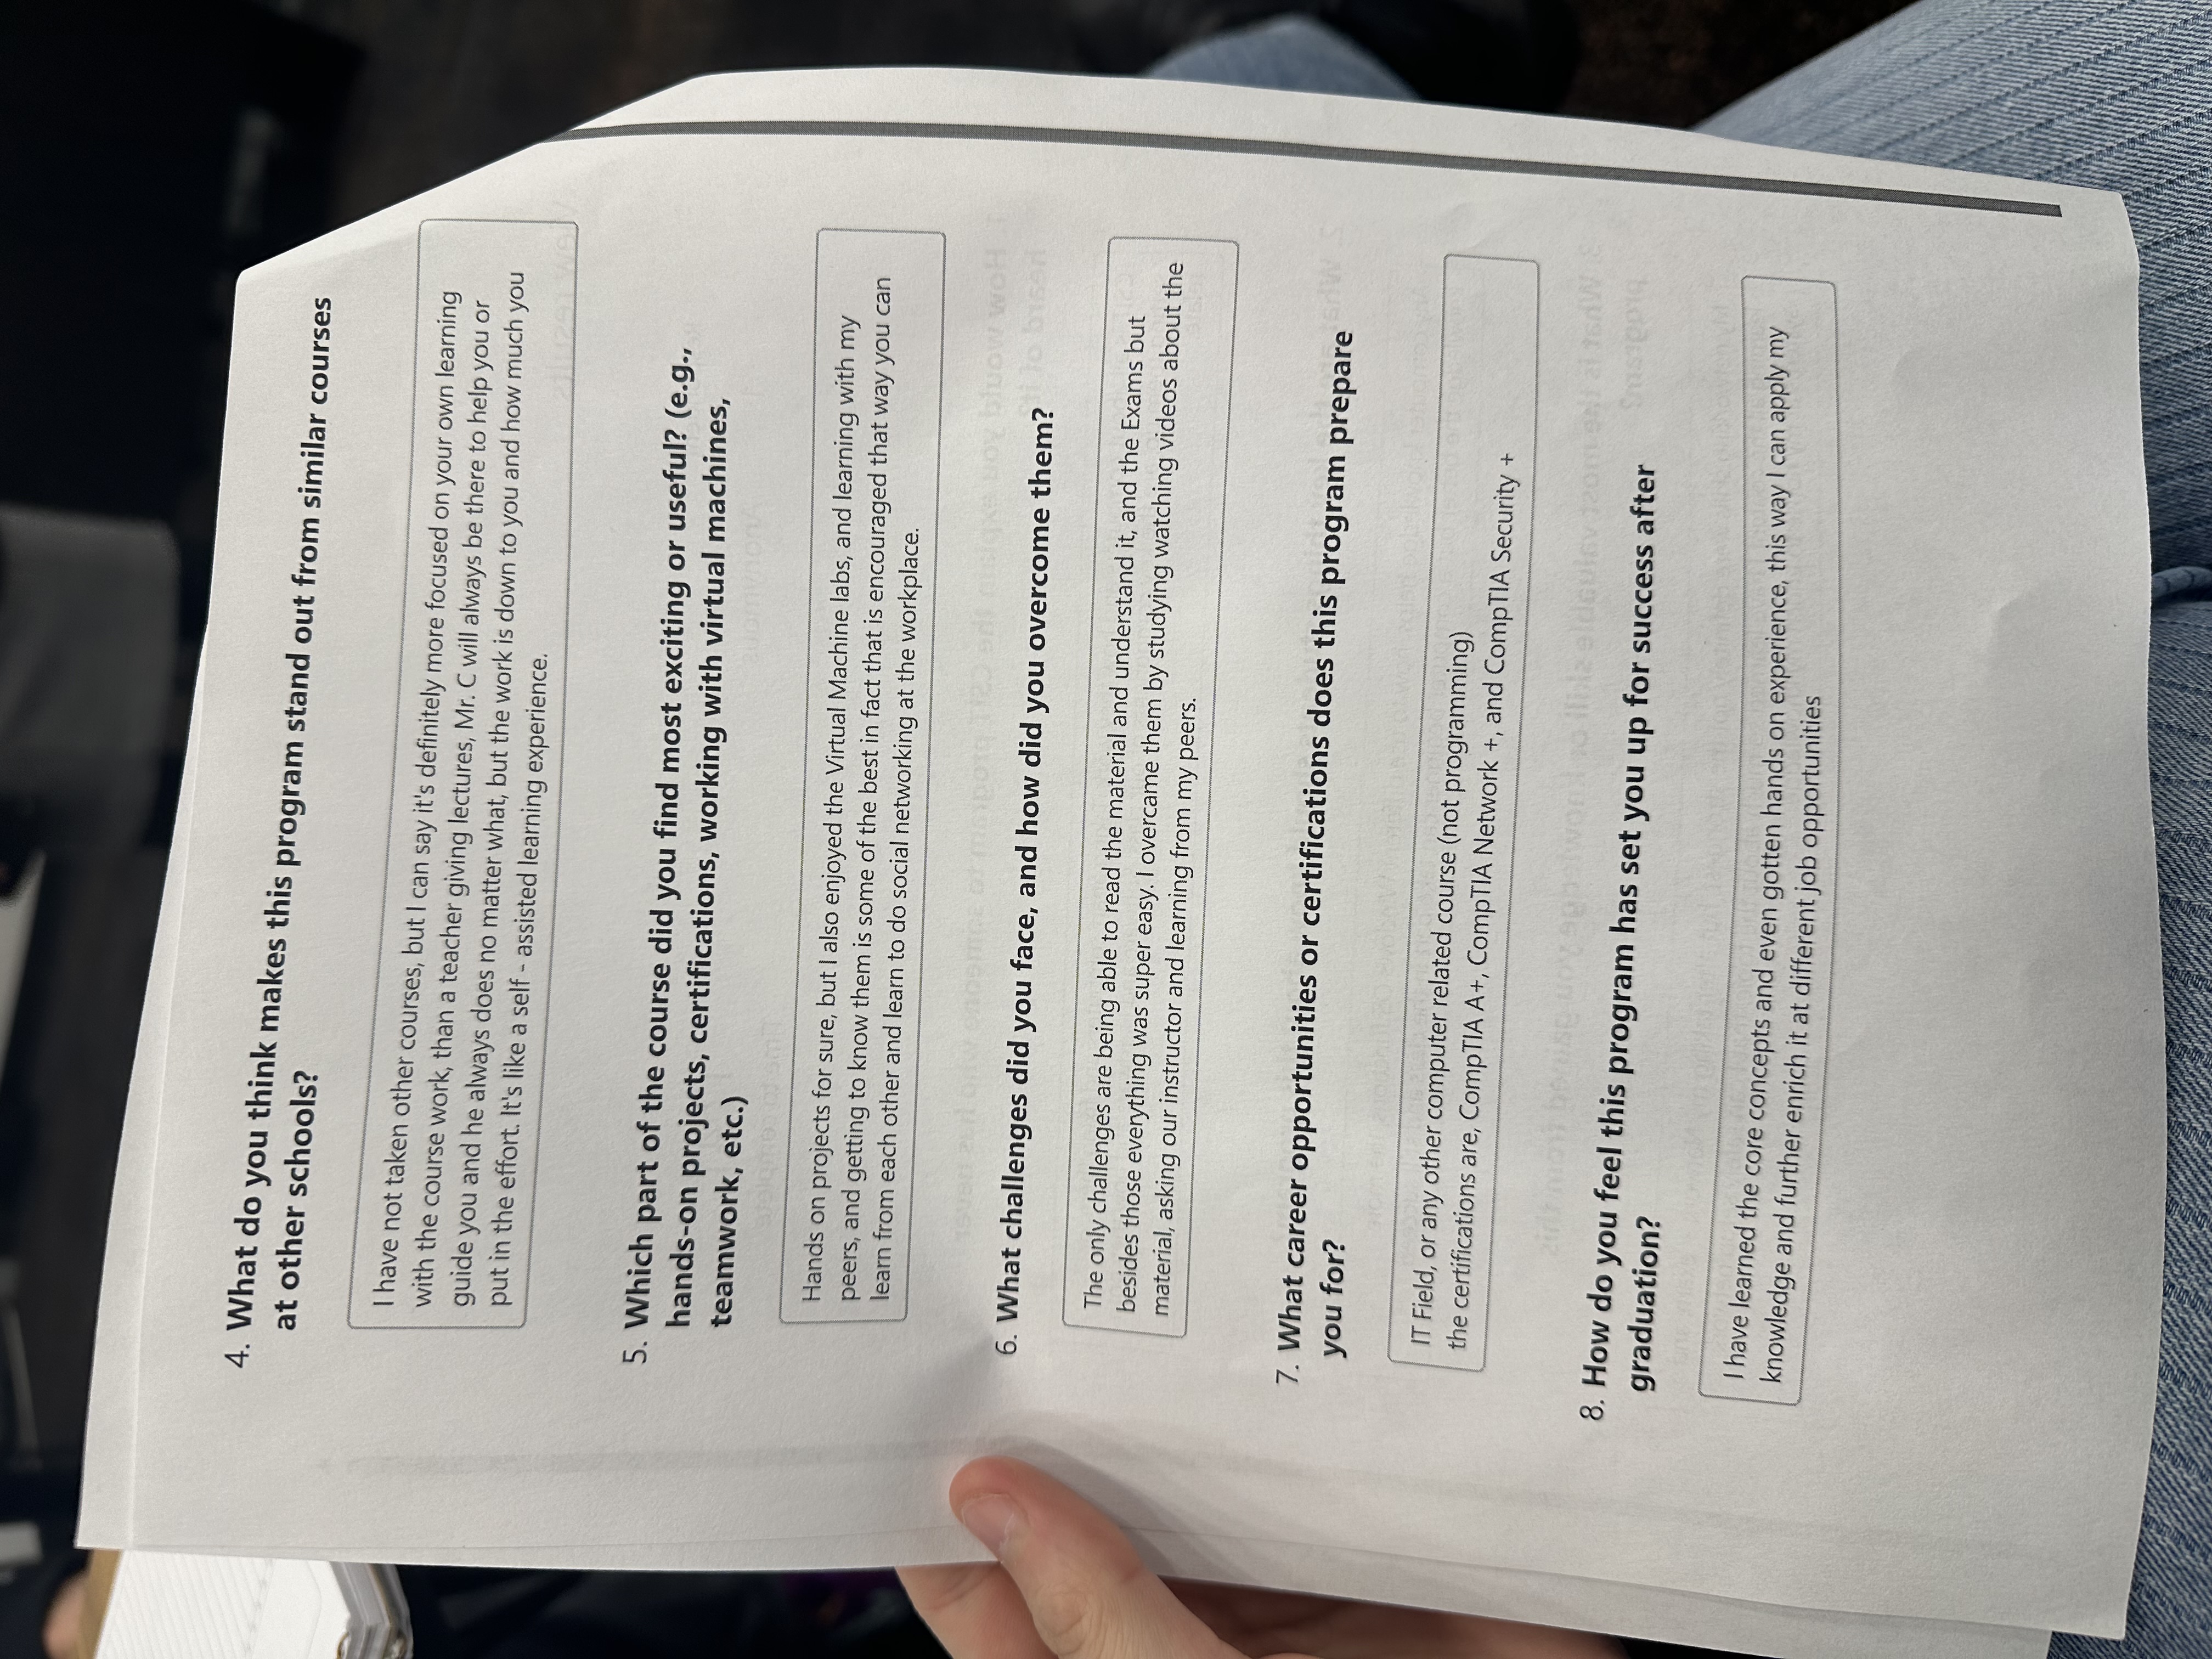 4. What do you think makes this program stand out from similar courses
at other schools?
I have not taken other courses, but I can say it's definitely more focused on your own learning
with the course work, than a teacher giving lectures, Mr. C will always be there to help you or
guide you and he always does no matter what, but the work is down to you and how much you
put in the effort. It's like a self - assisted learning experience.
5. Which part of the course did you find most exciting or useful? (e.g.,
hands-on projects, certifications, working with virtual machines,
teamwork, etc.)
Hands on projects for sure, but I also enjoyed the Virtual Machine labs, and learning with my
peers, and getting to know them is some of the best in fact that is encouraged that way you can
learn from each other and learn to do social networking at the workplace.
6. What challenges did you face, and how did you overcome them?
The only challenges are being able to read the material and understand it, and the Exams but
besides those everything was super easy. I overcame them by studying watching videos about the
material, asking our instructor and learning from my peers.
7. What career opportunities or certifications does this program prepare
you for?
IT Field, or any other computer related course (not programming)
the certifications are, CompTIA A+, CompTIA Network +, and CompTIA Security +
8. How do you feel this program has set you up for success after
graduation?
I have learned the core concepts and even gotten hands on experience, this way I can apply my
knowledge and further enrich it at different job opportunities